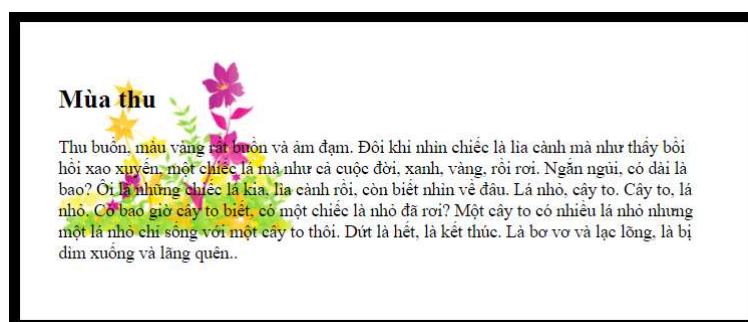 Mùa thu
Thu buồn, màu vàng rất buồn và ảm đạm. Đôi khi nhìn chiếc là lìa cành mà như thấy bồi
hồi xao xuyến, một chiếc lá mà như cả cuộc đời, xanh, vàng, rồi rơi. Ngắn ngủi, có dài là
bao? Ôi là những chiếc lá kia, lìa cành rồi, còn biết nhìn về đâu. Lá nhỏ, cây to. Cây to, lá
nhỏ. Có bao giờ cây to biết, có một chiếc là nhỏ đã rơi? Một cây to có nhiều lá nhỏ nhưng
một lá nhỏ chỉ sống với một cây to thôi. Dứt là hết, là kết thúc. Là bơ vơ và lạc lõng, là bị
dìm xuống và lãng quên..